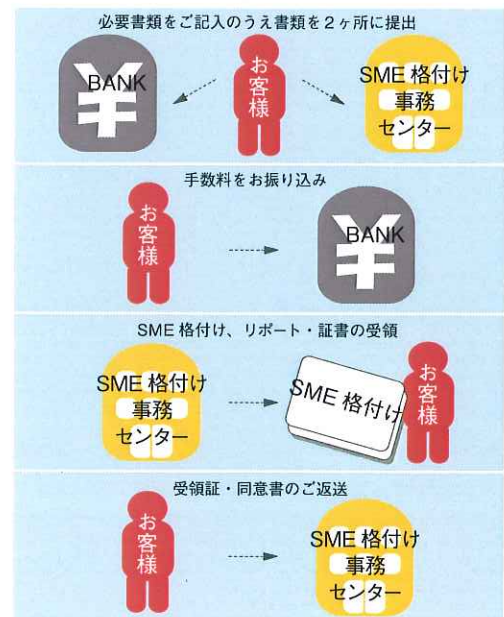 必要書類をご記入のうえ書類を２ヶ所に提出
BANK
お客様
SME 格付け
事務
センター
手数料をお振り込み
お客様
BANK
SME 格付け、リポート・証書の受領
SME 格付け
事務
センター
SME 格付け
お客様
受領証・同意書のご返送
お客様
SME 格付け
事務
センター